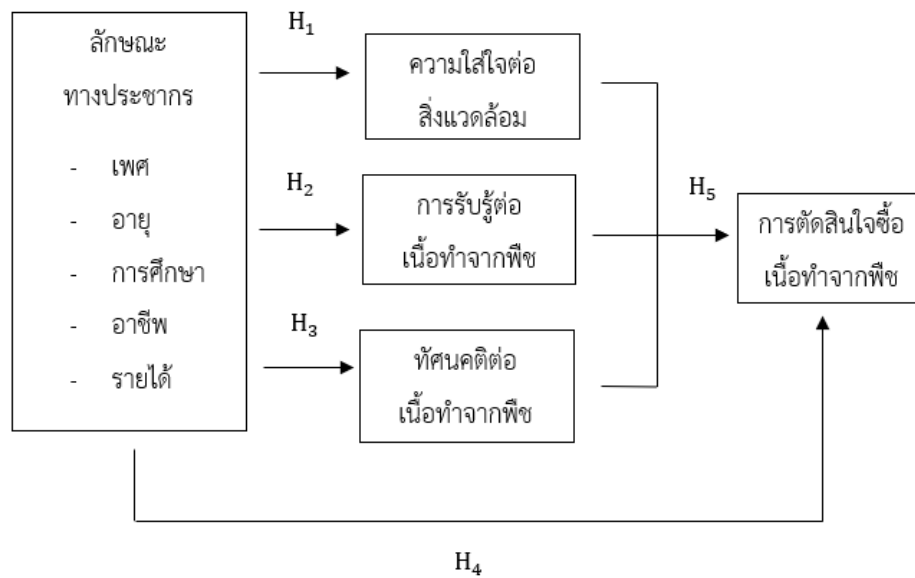 ลักษณะ
ทางประชากร
- เพศ
- อายุ
- การศึกษา
- อาชีพ
- รายได้
H₁
ความใส่ใจต่อ
สิ่งแวดล้อม
H₂
การรับรู้ต่อ
เนื้อทำจากพืช
H₃
ทัศนคติต่อ
เนื้อทำจากพืช
H₅
การตัดสินใจซื้อ
เนื้อทำจากพืช
H₄